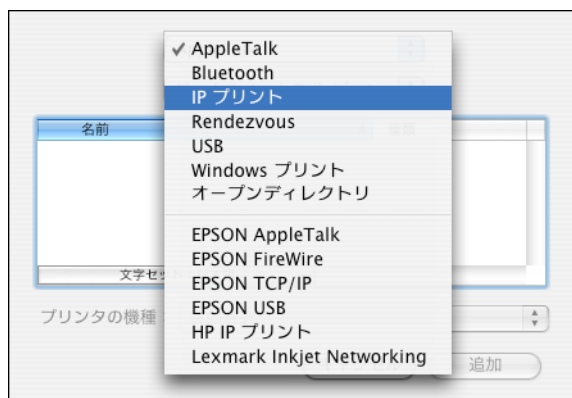 ✓ AppleTalk
Bluetooth
IP プリント
Rendezvous
USB
Windows プリント
オープンディレクトリ
EPSON AppleTalk
EPSON FireWire
EPSON TCP/IP
EPSON USB
HP IP プリント
Lexmark Inkjet Networking
名前
文字セ
プリンタの機種
追加